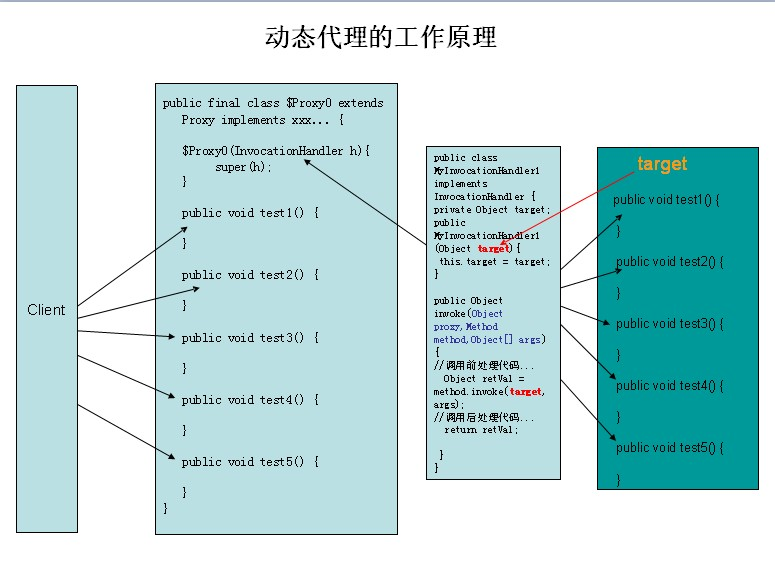 动态代理的工作原理
Client
public final class $Proxy0 extends
Proxy implements xxx... {
$Proxy0(InvocationHandler h){
super(h);
}
public void test1() {
}
public void test2() {
}
public void test3() {
}
public void test4() {
}
public void test5() {
}
}
public class
MyInvocationHandler1
implements
InvocationHandler {
private Object target;
public
MyInvocationHandler1
(Object target){
this.target = target;
}
public Object
invoke(Object
proxy,Method
method,Object[] args)
{
//调用前处理代码...
Object retVal =
method.invoke(target,
args);
//调用后处理代码...
return retVal;
}
}
target
public void test1() {
}
public void test2() {
}
public void test3() {
}
public void test4() {
}
public void test5() {
}